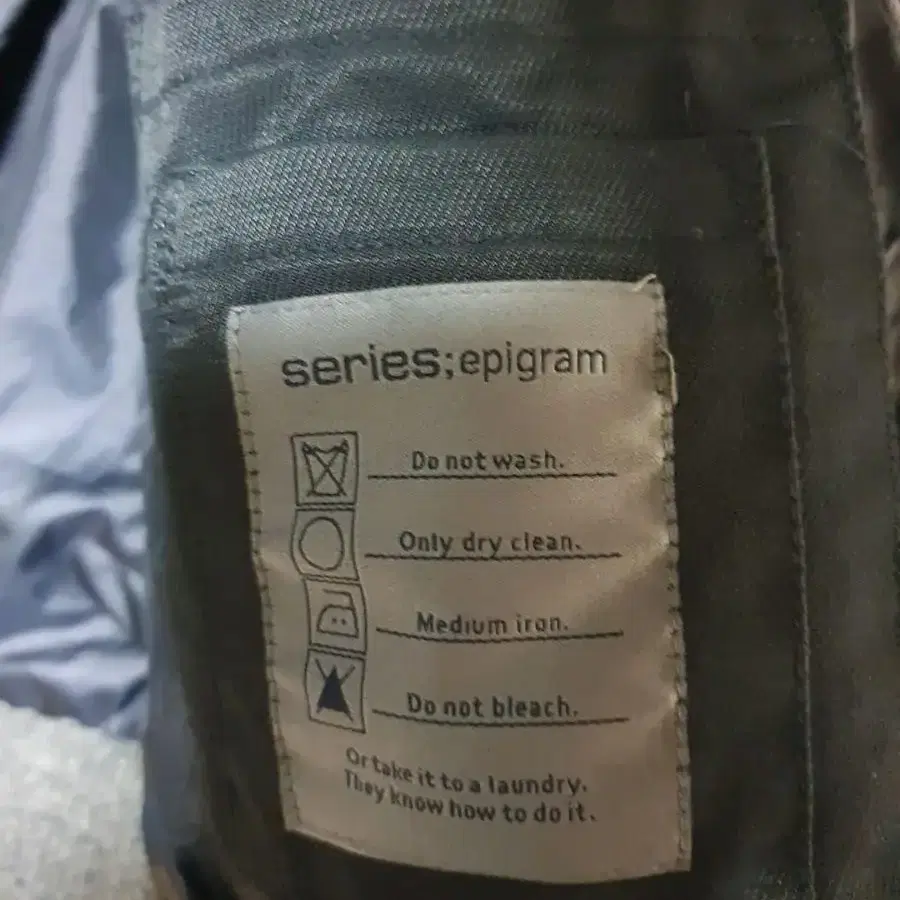 series;epigram
Do not wash.
Only dry clean.
Medium iron.
Do not bleach.
Or take it to a laundry.
They know how to do it.